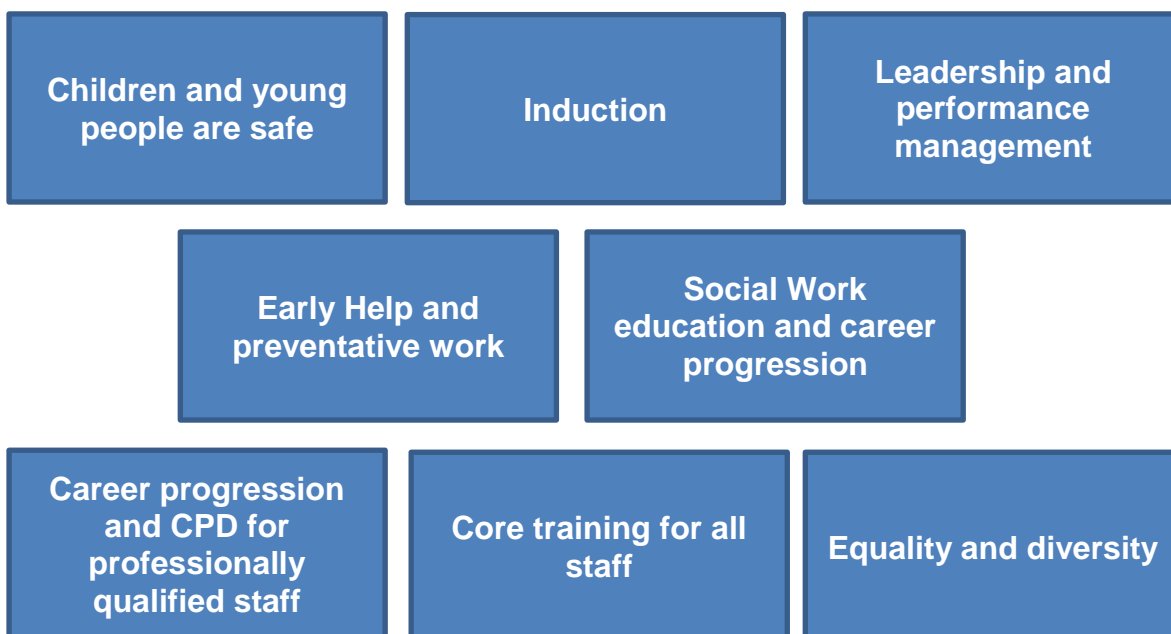 Children and young
people are safe
Induction
Leadership and
performance
management
Early Help and
preventative work
Social Work
education and career
progression
Career progression
and CPD for
professionally
qualified staff
Core training for all
staff
Equality and diversity